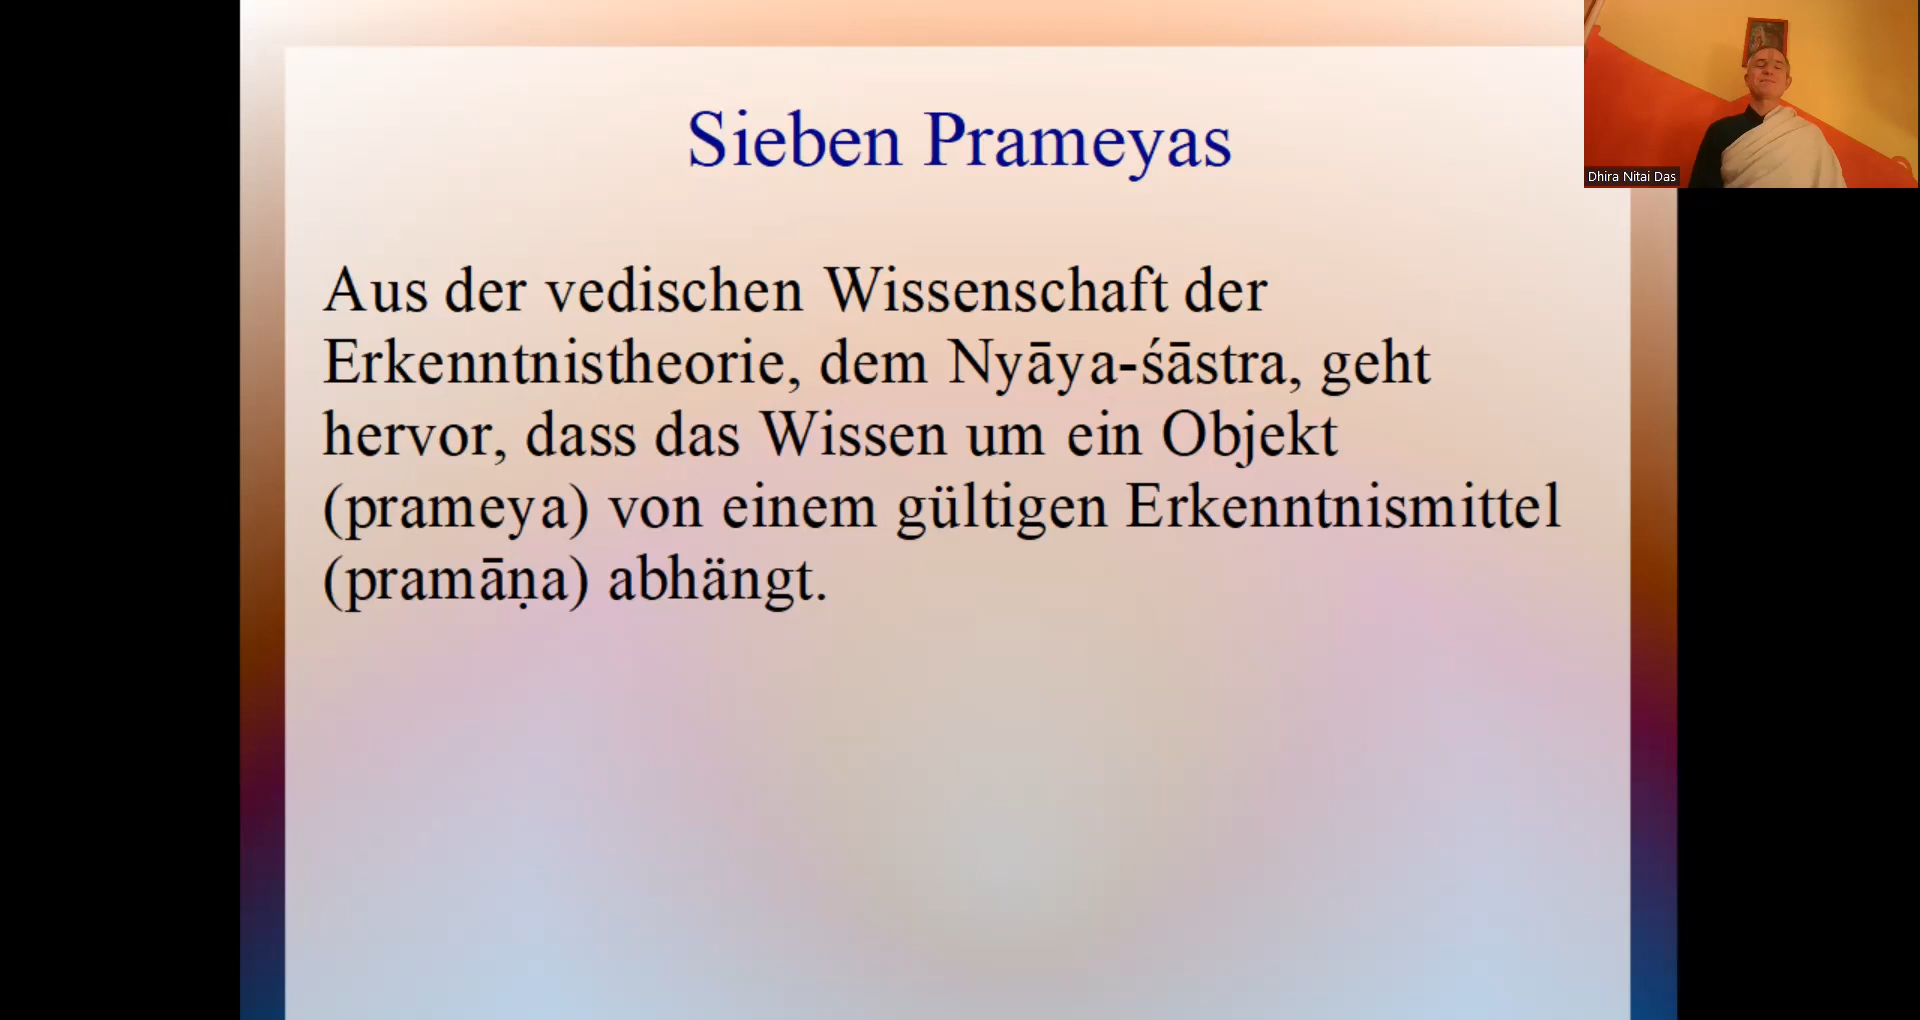 Sieben Prameyas
Aus der vedischen Wissenschaft der
Erkenntnistheorie, dem Nyāya-śāstra, geht
hervor, dass das Wissen um ein Objekt
(prameya) von einem gültigen Erkenntnismittel
(pramāṇa) abhängt.
Dhira Nitai Das